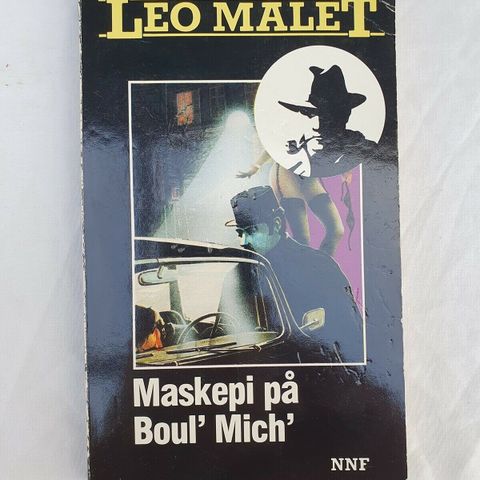 LEO MALET
Maskepi på
Boul' Mich'
NNF